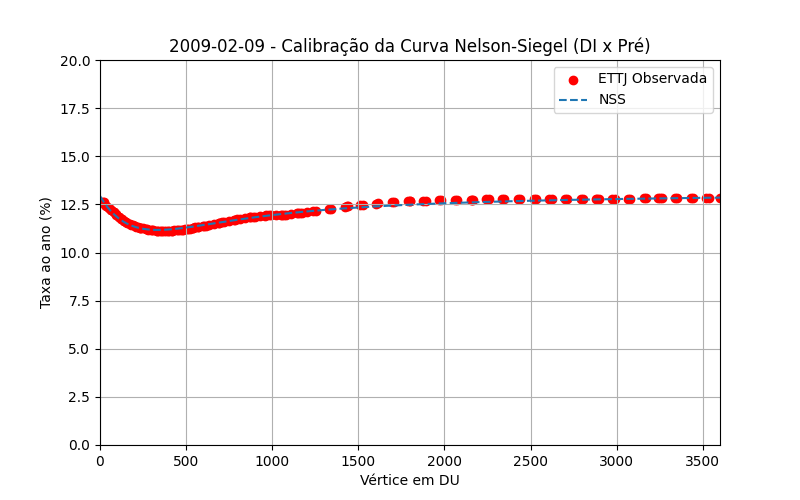 2009-02-09 - Calibração da Curva Nelson-Siegel (DI x Pré)
ETTJ Observada
NSS
Taxa ao ano (%)
20.0
17.5
15.0
12.5
10.0
7.5
5.0
2.5
0.0
0 500 1000 1500 2000 2500 3000 3500
Vértice em DU